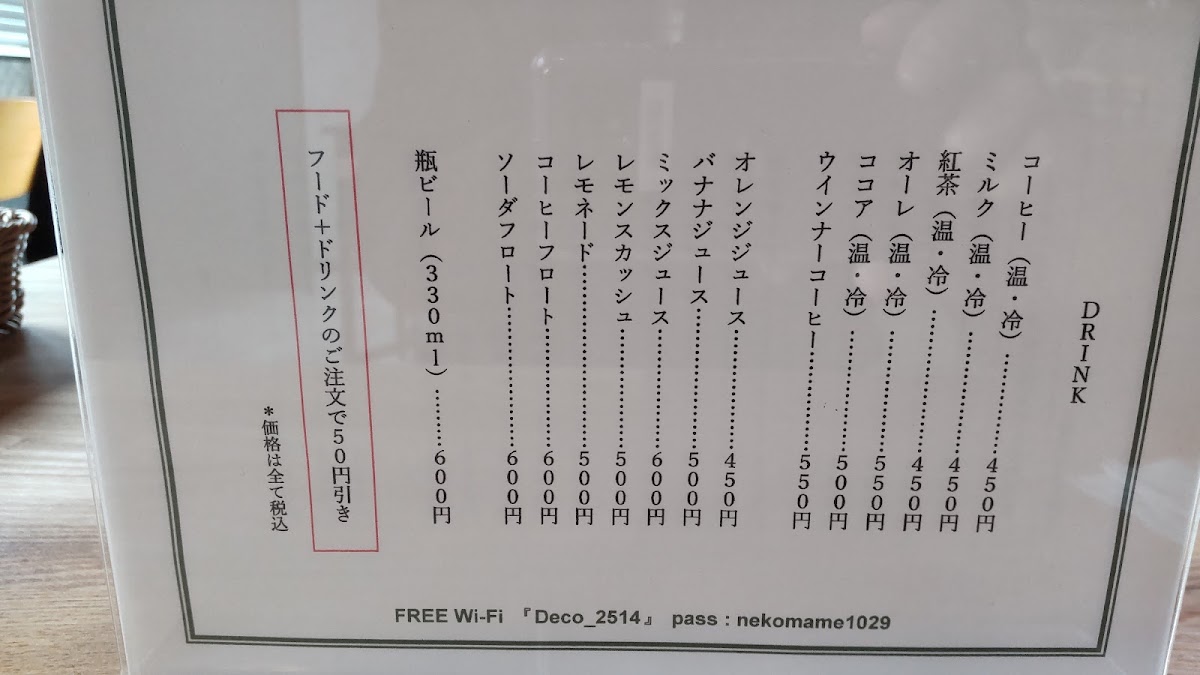 DRINK
コーヒー（温・冷）……………450円
ミルク（温・冷）………………450円
紅茶（温・冷）…………………450円
オーレ（温・冷）………………550円
ココア（温・冷）………………500円
ウインナーコーヒー……………550円
オレンジジュース………………450円
バナナジュース…………………500円
ミックスジュース………………600円
レモンスカッシュ………………500円
レモネード………………………500円
コーヒーフロート………………600円
ソーダフロート…………………600円
瓶ビール（330ml）………600円
フード＋ドリンクのご注文で50円引き
＊価格は全て税込
FREE Wi-Fi 『Deco_2514』 pass : nekomame1029